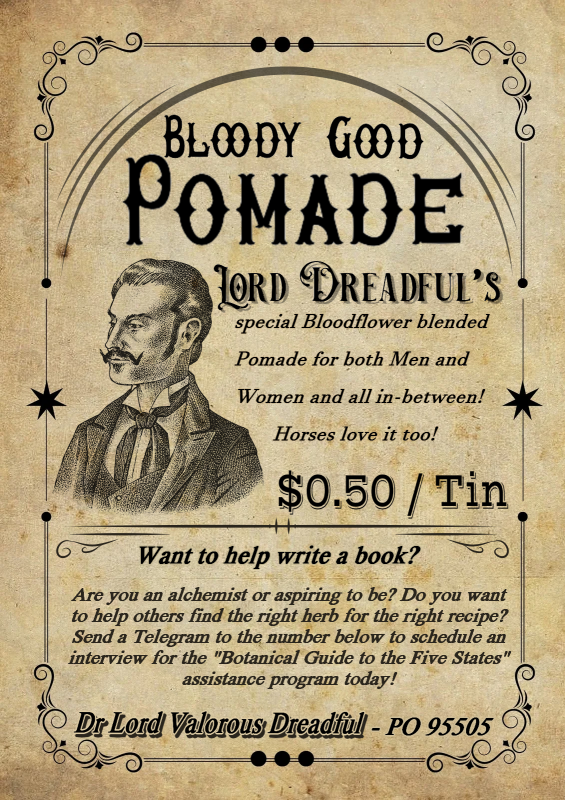 Bloody Good
Pomade
Lord Dreadful's
special Bloodflower blended
Pomade for both Men and
Women and all in-between!
Horses love it too!
$0.50 / Tin
Want to help write a book?
Are you an alchemist or aspiring to be? Do you want
to help others find the right herb for the right recipe?
Send a Telegram to the number below to schedule an
interview for the "Botanical Guide to the Five States"
assistance program today!
Dr Lord Valorous Dreadful - PO 95505